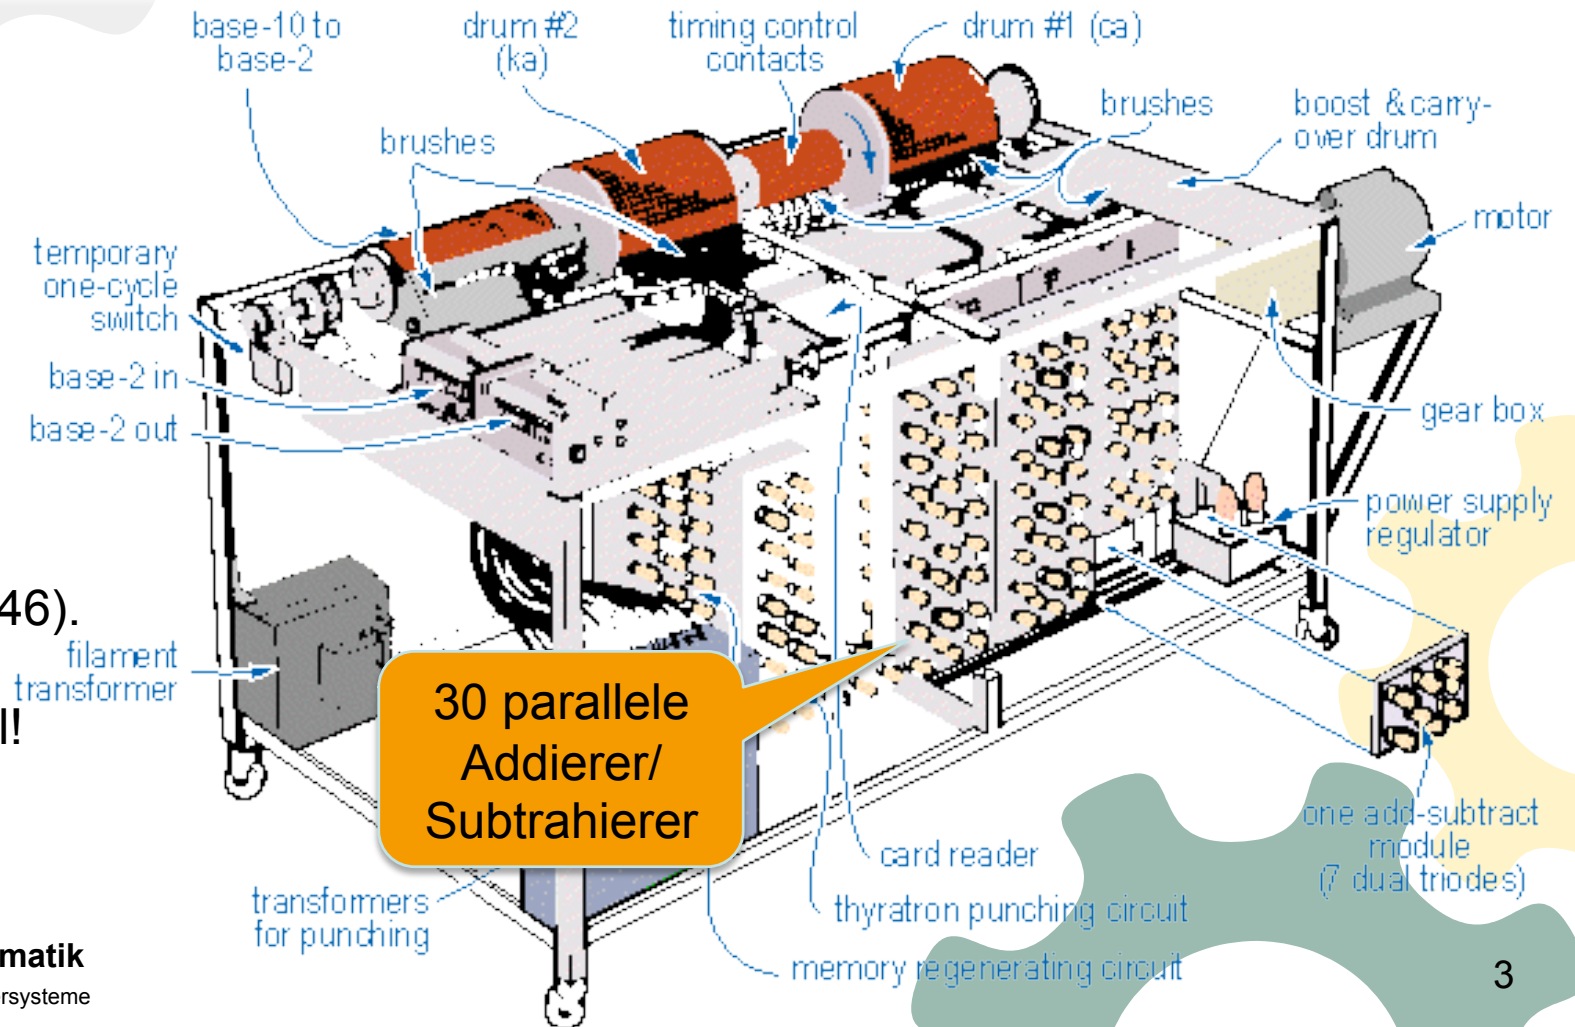 base-10 to
base-2
drum #2
(ka)
timing control
contacts
drum #1 (ca)
brushes
brushes
boost & carry-
over drum
motor
temporary
one-cycle
switch
base-2 in
base-2 out
gear box
power supply
regulator
46).
filament
transformer
l!
30 parallele
Addierer/
Subtrahierer
one add-subtract
module
(7 dual triodes)
card reader
transformers
for punching
thyratron punching circuit
memory regenerating circuit
matik
rsysteme
3